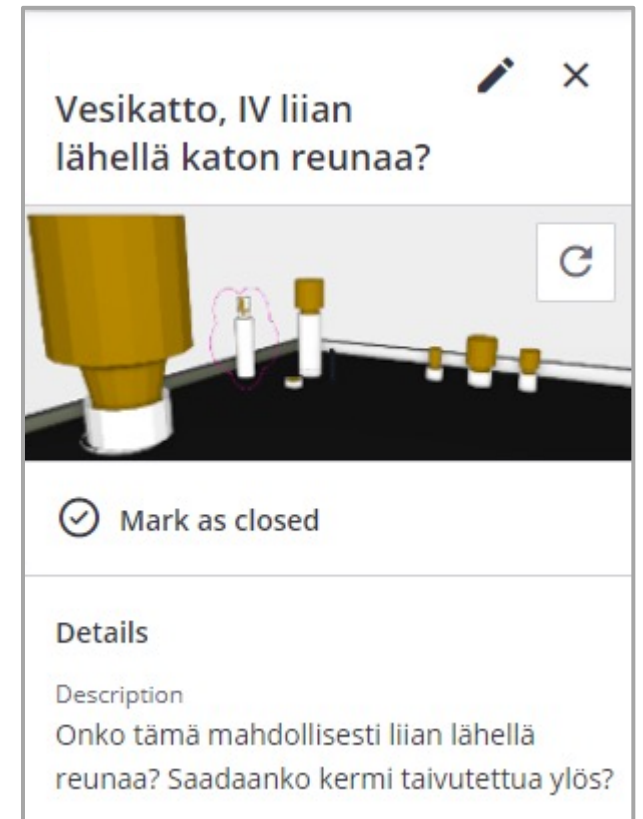 Vesikatto, IV liian
lähellä katon reunaa?
Mark as closed
Details
Description
Onko tämä mahdollisesti liian lähellä
reunaa? Saadaanko kermi taivutettua ylös?